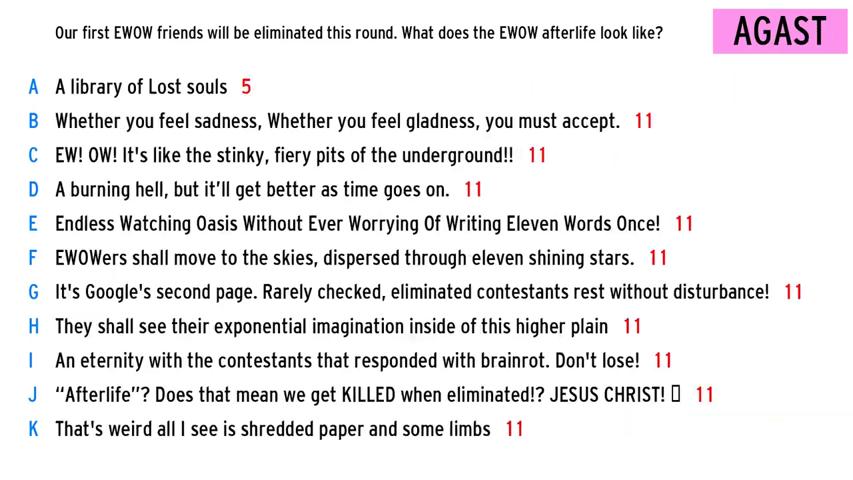 Our first EWOW friends will be eliminated this round. What does the EWOW afterlife look like?
AGAST
A A library of Lost souls 5
B Whether you feel sadness, Whether you feel gladness, you must accept. 11
C EW! OW! It's like the stinky, fiery pits of the underground!! 11
D A burning hell, but it'll get better as time goes on. 11
E Endless Watching Oasis Without Ever Worrying Of Writing Eleven Words Once! 11
F EWOWers shall move to the skies, dispersed through eleven shining stars. 11
G It's Google's second page. Rarely checked, eliminated contestants rest without disturbance! 11
H They shall see their exponential imagination inside of this higher plain 11
I An eternity with the contestants that responded with brainrot. Don't lose! 11
J “Afterlife”? Does that mean we get KILLED when eliminated!? JESUS CHRIST! 11
K That's weird all I see is shredded paper and some limbs 11